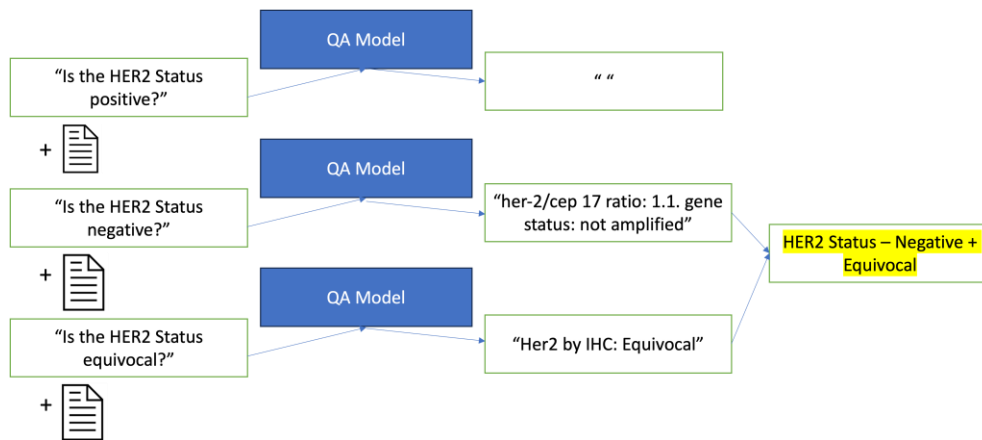 QA Model
“Is the HER2 Status
positive?”
“ “
+
QA Model
“Is the HER2 Status
negative?”
“her-2/cep 17 ratio: 1.1. gene
status: not amplified”
HER2 Status – Negative +
Equivocal
+
QA Model
“Is the HER2 Status
equivocal?”
“Her2 by IHC: Equivocal”
+